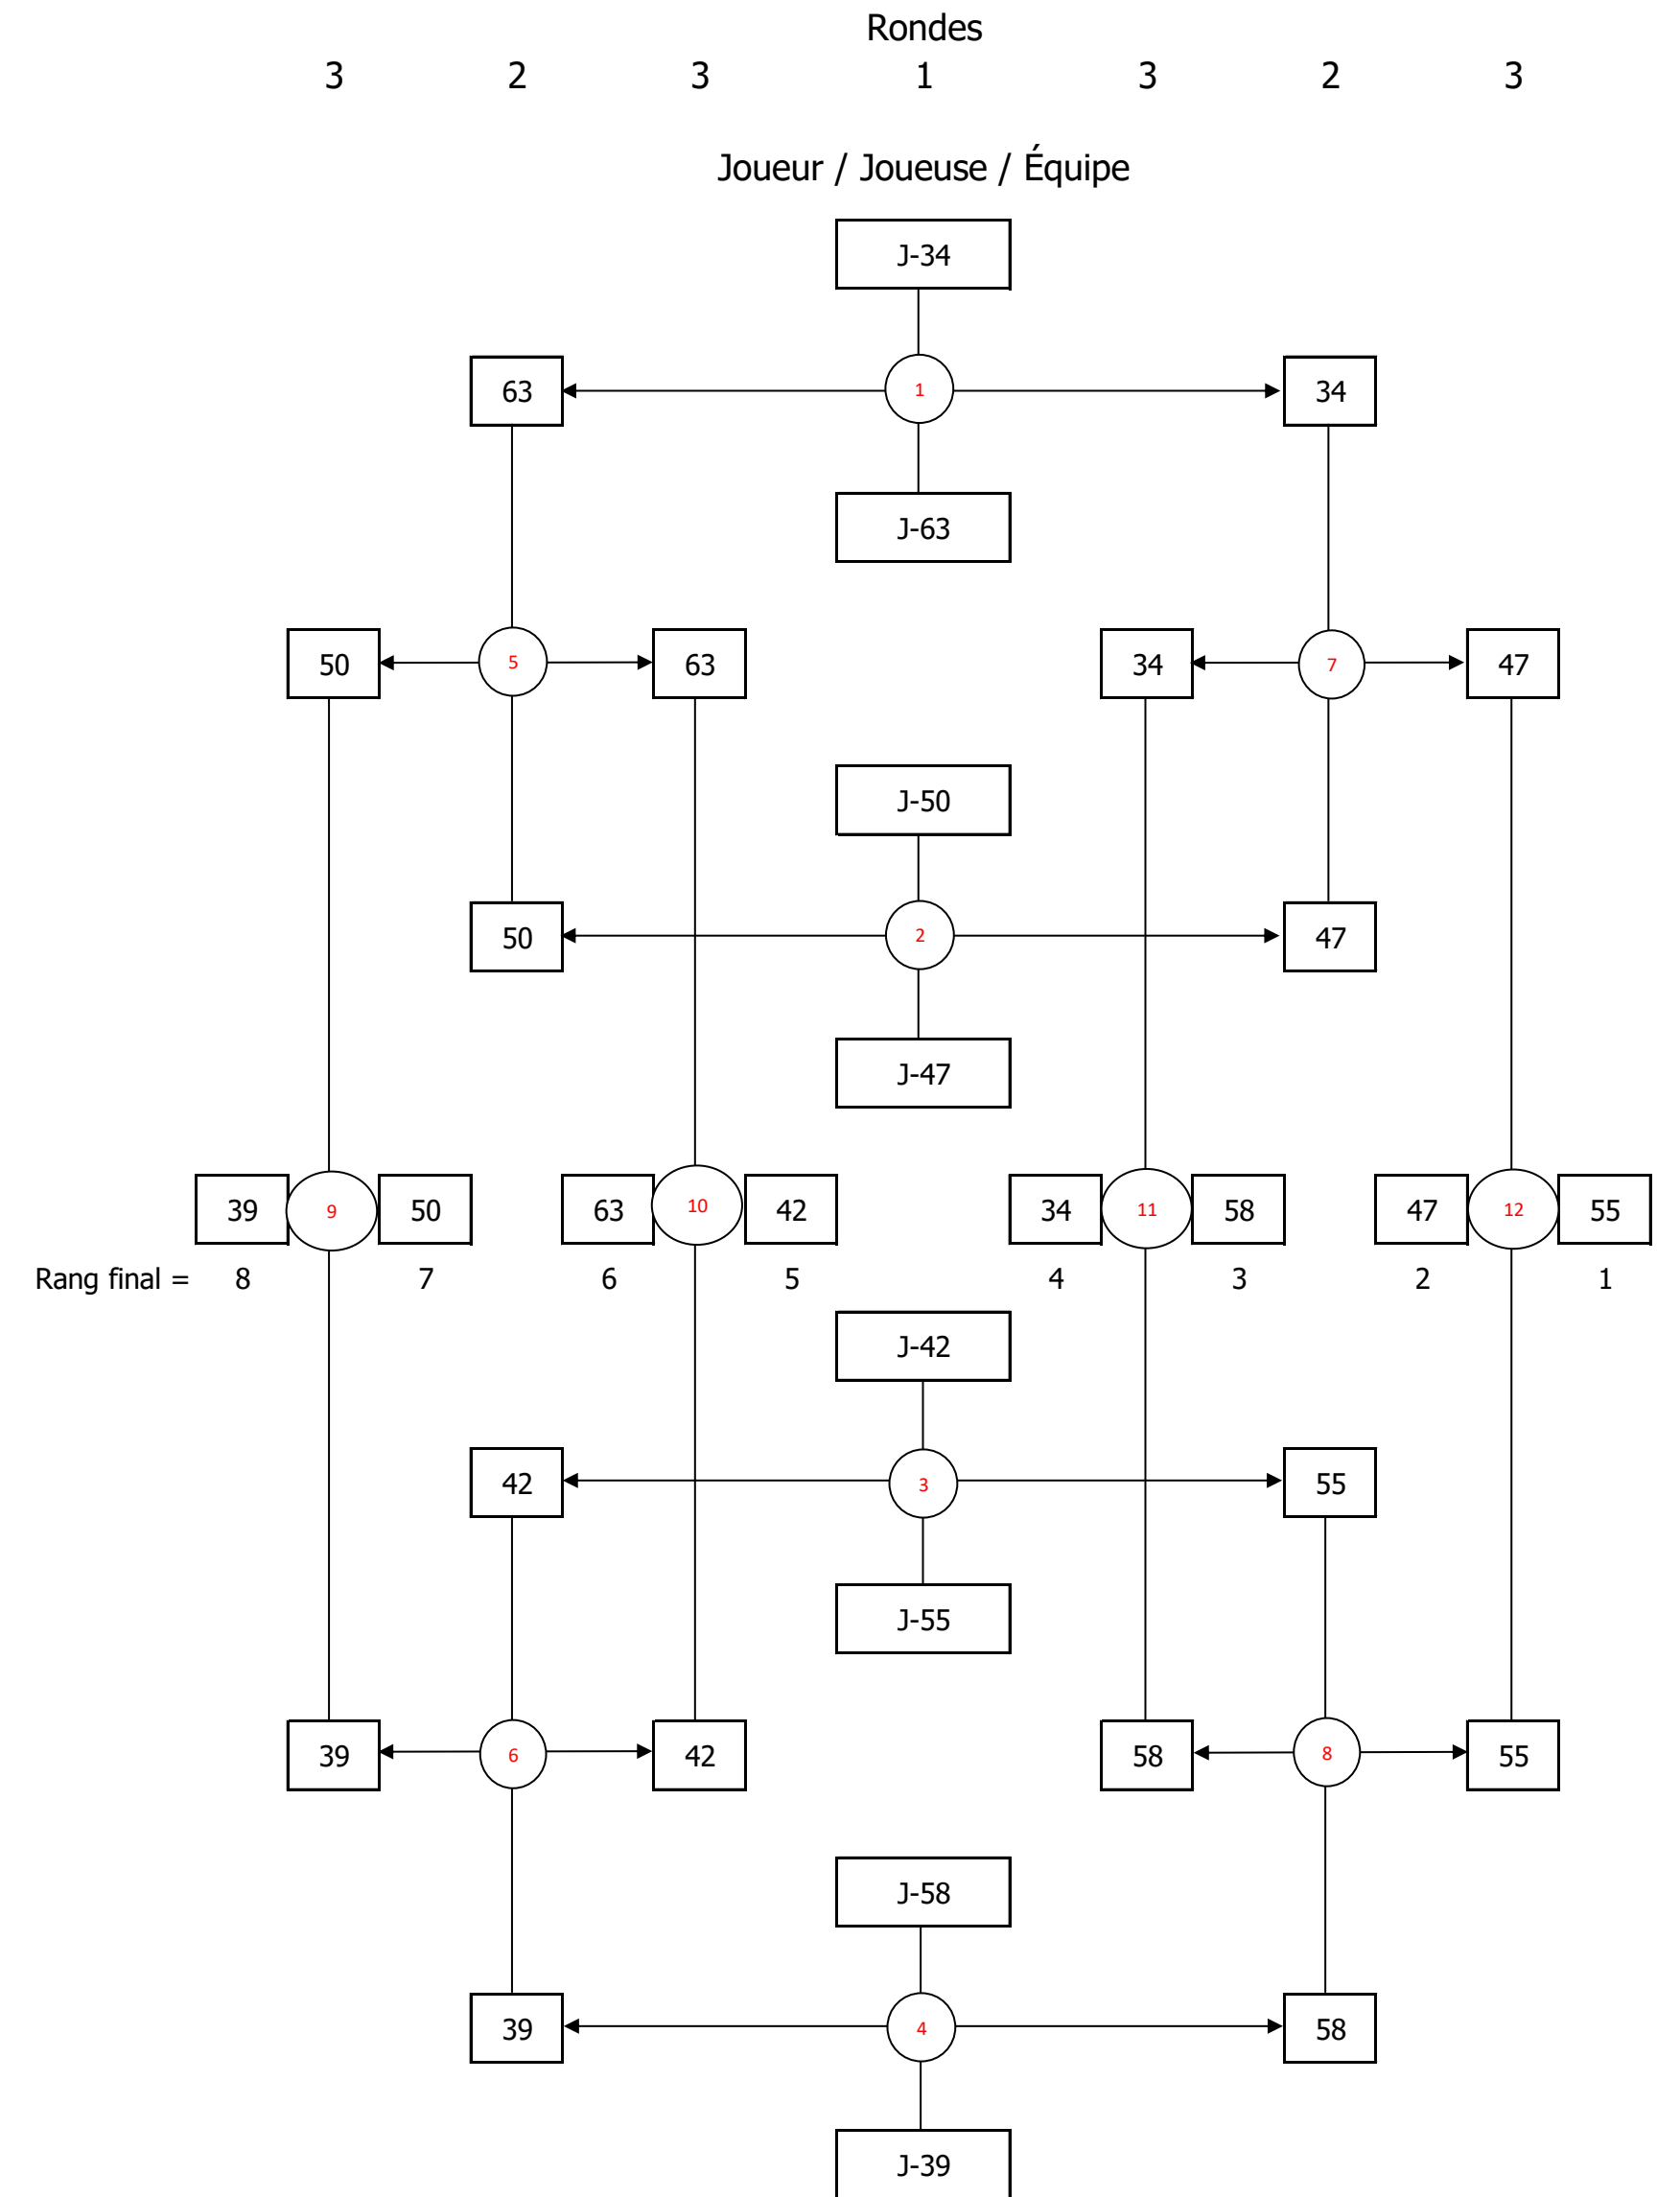 Rondes
3 2 3 1 3 2 3
Joueur / Joueuse / Équipe
J-34
63 1 34
J-63
50 5 63 34 7 47
J-50
50 2 47
J-47
39 9 50 63 10 42 34 11 58 47 12 55
Rang final = 8 7 6 5 4 3 2 1
J-42
42 3 55
J-55
39 6 42 58 8 55
J-58
39 4 58
J-39